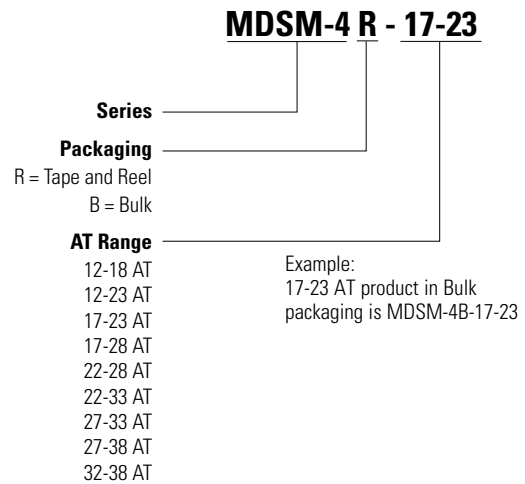 MDSM-4 R - 17-23
Series
Packaging
R = Tape and Reel
B = Bulk
AT Range
12-18 AT
12-23 AT
17-23 AT
17-28 AT
22-28 AT
22-33 AT
27-33 AT
27-38 AT
32-38 AT
Example:
17-23 AT product in Bulk
packaging is MDSM-4B-17-23